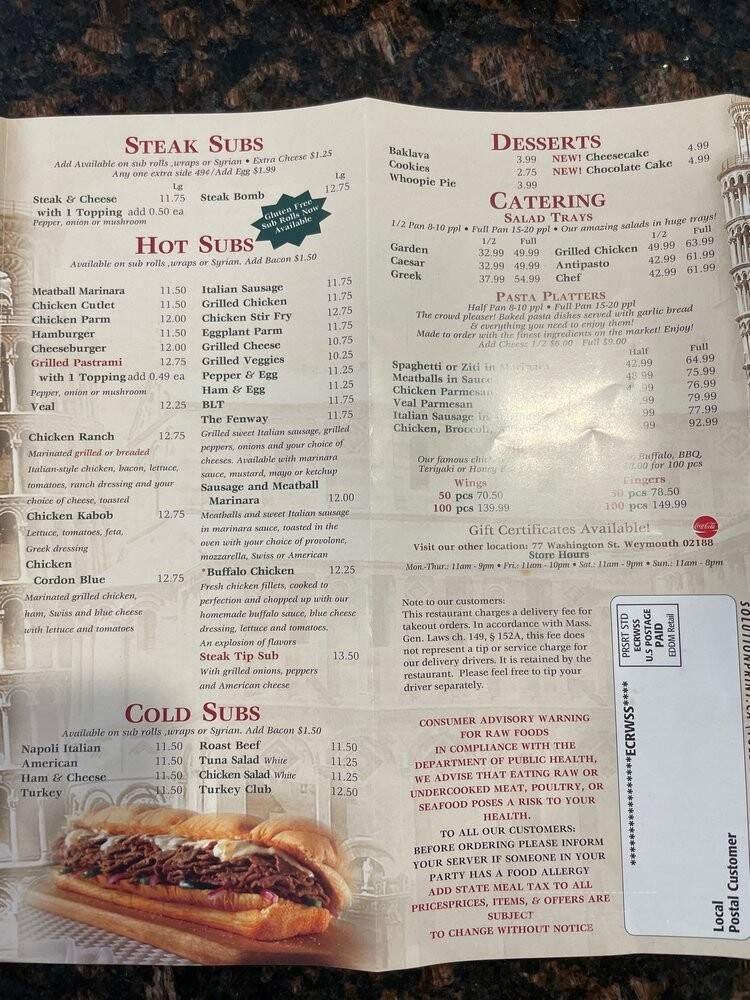 STEAK SUBS
Add Available on sub rolls ,wraps or Syrian • Extra Cheese $1.25
Any one extra side 49¢/Add Egg $1.99
Lg
Steak & Cheese 11.75
with 1 Topping add 0.50 ea
Pepper, onion or mushroom
Lg
Steak Bomb 12.75
Gluten Free
Sub Rolls Now
Available
HOT SUBS
Available on sub rolls ,wraps or Syrian. Add Bacon $1.50
Meatball Marinara 11.50
Chicken Cutlet 11.50
Chicken Parm 12.00
Hamburger 11.50
Cheeseburger 12.00
Grilled Pastrami 12.75
with 1 Topping add 0.49 ea
Pepper, onion or mushroom
Veal 12.25
Chicken Ranch 12.75
Marinated grilled or breaded
Italian-style chicken, bacon, lettuce,
tomatoes, ranch dressing and your
choice of cheese, toasted
Chicken Kabob 12.75
Lettuce, tomatoes, feta,
Greek dressing
Chicken
Cordon Blue 12.75
Marinated grilled chicken,
ham, Swiss and blue cheese
with lettuce and tomatoes
Italian Sausage 11.75
Grilled Chicken 11.75
Chicken Stir Fry 12.75
Eggplant Parm 11.75
Grilled Cheese 10.75
Grilled Veggies 10.25
Pepper & Egg 11.25
Ham & Egg 11.25
BLT 11.75
The Fenway 11.75
Grilled sweet Italian sausage, grilled
peppers, onions and your choice of
cheeses. Available with marinara
sauce, mustard, mayo or ketchup
Sausage and Meatball
Marinara 12.00
Meatballs and sweet Italian sausage
in marinara sauce, toasted in the
oven with your choice of provolone,
mozzarella, Swiss or American
*Buffalo Chicken 12.25
Fresh chicken fillets, cooked to
perfection and chopped up with our
homemade buffalo sauce, blue cheese
dressing, lettuce and tomatoes.
An explosion of flavors
Steak Tip Sub 13.50
With grilled onions, peppers
and American cheese
COLD SUBS
Available on sub rolls ,wraps or Syrian. Add Bacon $1.50
Napoli Italian 11.50
American 11.50
Ham & Cheese 11.50
Turkey 11.50
Roast Beef 11.50
Tuna Salad White 11.25
Chicken Salad White 11.25
Turkey Club 12.50
DESSERTS
Baklava 3.99
Cookies 2.75
Whoopie Pie 3.99
NEW! Cheesecake 4.99
NEW! Chocolate Cake 4.99
CATERING
SALAD TRAYS
1/2 Pan 8-10 ppl • Full Pan 15-20 ppl • Our amazing salads in huge trays!
1/2 Full
Garden 32.99 49.99
Caesar 32.99 49.99
Greek 37.99 54.99
1/2 Full
Grilled Chicken 49.99 63.99
Antipasto 42.99 61.99
Chef 42.99 61.99
PASTA PLATTERS
Half Pan 8-10 ppl • Full Pan 15-20 ppl
The crowd pleaser! Baked pasta dishes served with garlic bread
& everything you need to enjoy them!
Made to order with the finest ingredients on the market! Enjoy!
Add Cheese 1/2 $6.00 Full $9.00
Half Full
Spaghetti or Ziti in Marinara 42.99 64.99
Meatballs in Sauce 48.99 75.99
Chicken Parmesan 76.99
Veal Parmesan 79.99
Italian Sausage in 77.99
Chicken, Broccoli, 92.99
Our famous Buffalo, BBQ,
Teriyaki or Honey for 100 pcs
Wings
50 pcs 70.50
100 pcs 139.99
Fingers
50 pcs 78.50
100 pcs 149.99
Gift Certificates Available!
Coca-Cola
Visit our other location: 77 Washington St. Weymouth 02188
Store Hours
Mon.-Thur.: 11am - 9pm • Fri.: 11am - 10pm • Sat.: 11am - 9pm • Sun.: 11am - 8pm
Note to our customers:
This restaurant charges a delivery fee for
takeout orders. In accordance with Mass.
Gen. Laws ch. 149, § 152A, this fee does
not represent a tip or service charge for
our delivery drivers. It is retained by the
restaurant. Please feel free to tip your
driver separately.
CONSUMER ADVISORY WARNING
FOR RAW FOODS
IN COMPLIANCE WITH THE
DEPARTMENT OF PUBLIC HEALTH,
WE ADVISE THAT EATING RAW OR
UNDERCOOKED MEAT, POULTRY, OR
SEAFOOD POSES A RISK TO YOUR
HEALTH.
TO ALL OUR CUSTOMERS:
BEFORE ORDERING PLEASE INFORM
YOUR SERVER IF SOMEONE IN YOUR
PARTY HAS A FOOD ALLERGY
ADD STATE MEAL TAX TO ALL
PRICESPRICES, ITEMS, & OFFERS ARE
SUBJECT
TO CHANGE WITHOUT NOTICE
PRSRT STD
ECRWSS
U.S POSTAGE
PAID
EDDM Retail
****************ECRWSS****
Local
Postal Customer